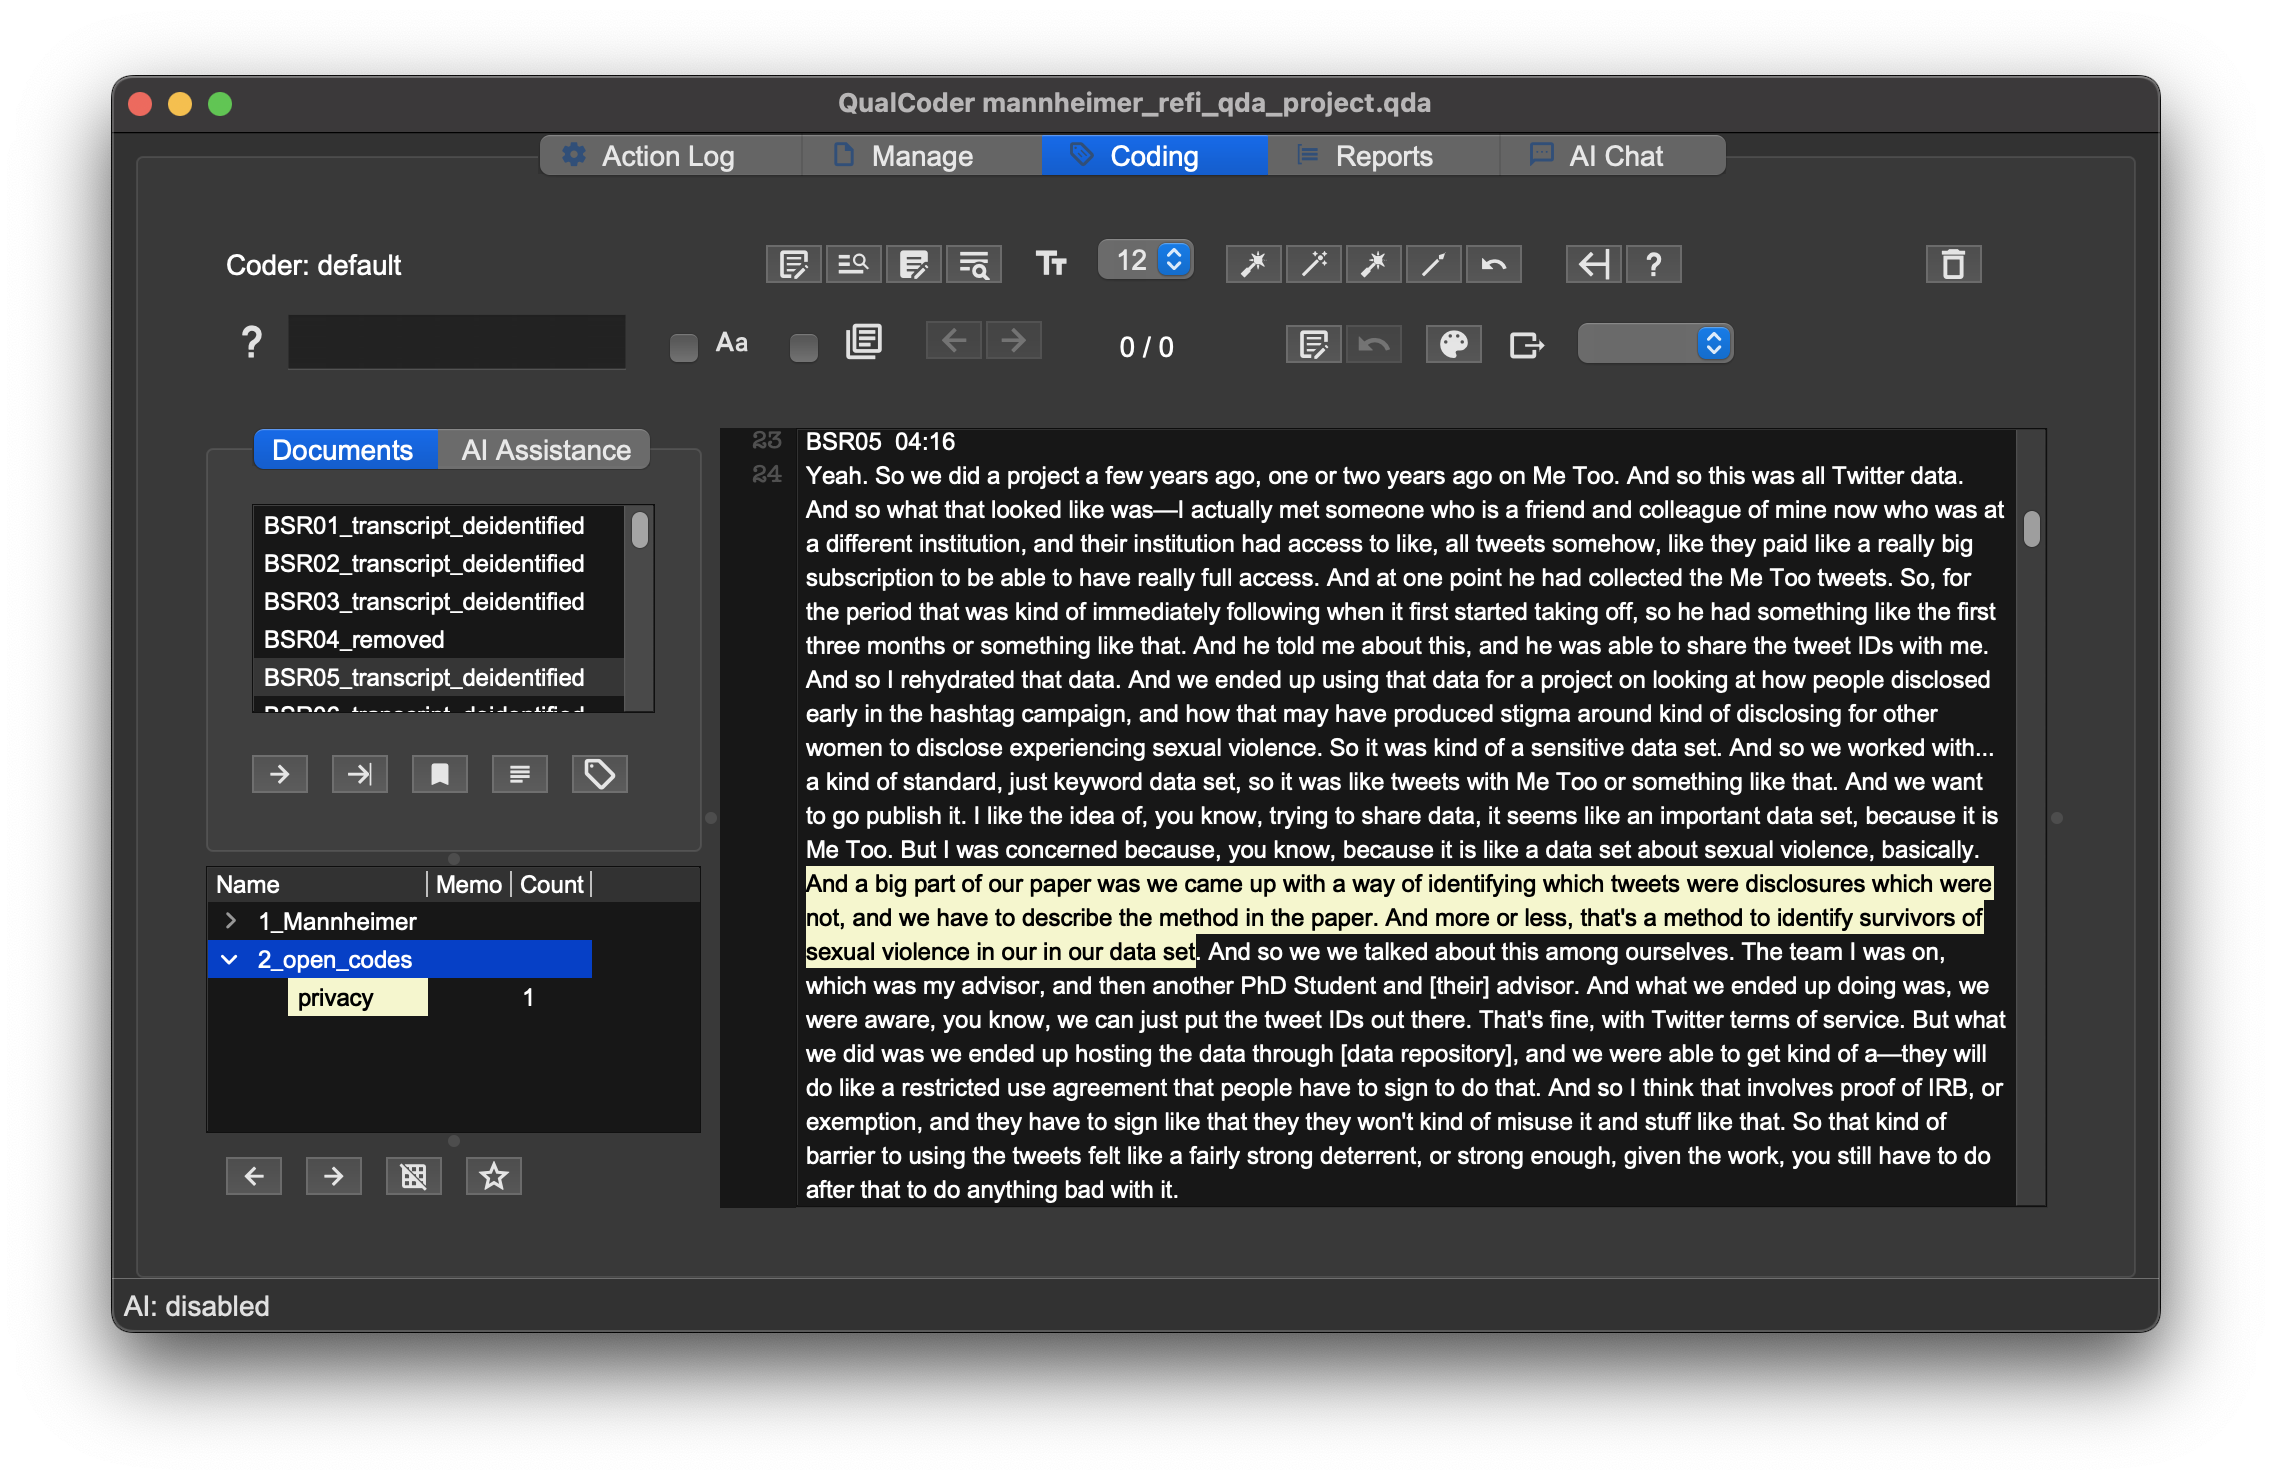 QualCoder mannheimer_refi_qda_project.qda
Action Log
Manage
Coding
Reports
AI Chat
Coder: default
12
?
?
Aa
0 / 0
Documents
AI Assistance
BSR01_transcript_deidentified
BSR02_transcript_deidentified
BSR03_transcript_deidentified
BSR04_removed
BSR05_transcript_deidentified
BSR06_transcript_deidentified
Name
Memo
Count
1_Mannheimer
2_open_codes
privacy
1
23 BSR05 04:16
24 Yeah. So we did a project a few years ago, one or two years ago on Me Too. And so this was all Twitter data.
And so what that looked like was—I actually met someone who is a friend and colleague of mine now who was at
a different institution, and their institution had access to like, all tweets somehow, like they paid like a really big
subscription to be able to have really full access. And at one point he had collected the Me Too tweets. So, for
the period that was kind of immediately following when it first started taking off, so he had something like the first
three months or something like that. And he told me about this, and he was able to share the tweet IDs with me.
And so I rehydrated that data. And we ended up using that data for a project on looking at how people disclosed
early in the hashtag campaign, and how that may have produced stigma around kind of disclosing for other
women to disclose experiencing sexual violence. So it was kind of a sensitive data set. And so we worked with...
a kind of standard, just keyword data set, so it was like tweets with Me Too or something like that. And we want
to go publish it. I like the idea of, you know, trying to share data, it seems like an important data set, because it is
Me Too. But I was concerned because, you know, because it is like a data set about sexual violence, basically.
And a big part of our paper was we came up with a way of identifying which tweets were disclosures which were
not, and we have to describe the method in the paper. And more or less, that's a method to identify survivors of
sexual violence in our in our data set. And so we we talked about this among ourselves. The team I was on,
which was my advisor, and then another PhD Student and [their] advisor. And what we ended up doing was, we
were aware, you know, we can just put the tweet IDs out there. That's fine, with Twitter terms of service. But what
we did was we ended up hosting the data through [data repository], and we were able to get kind of a—they will
do like a restricted use agreement that people have to sign to do that. And so I think that involves proof of IRB, or
exemption, and they have to sign like that they they won't kind of misuse it and stuff like that. So that kind of
barrier to using the tweets felt like a fairly strong deterrent, or strong enough, given the work, you still have to do
after that to do anything bad with it.
AI: disabled